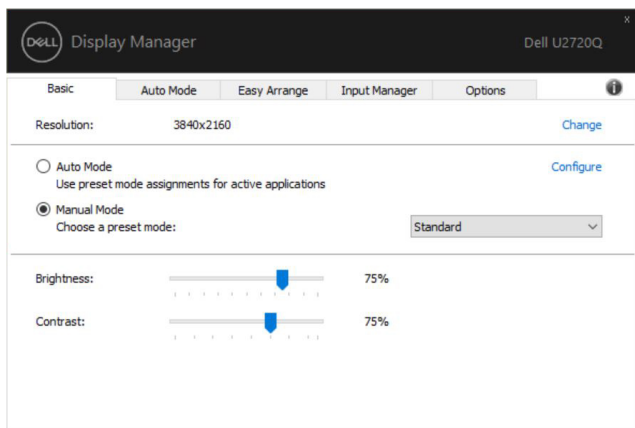 x
DELL Display Manager Dell U2720Q
Basic Auto Mode Easy Arrange Input Manager Options i
Resolution: 3840x2160 Change
Auto Mode Configure
Use preset mode assignments for active applications
Manual Mode
Choose a preset mode: Standard
Brightness: 75%
Contrast: 75%